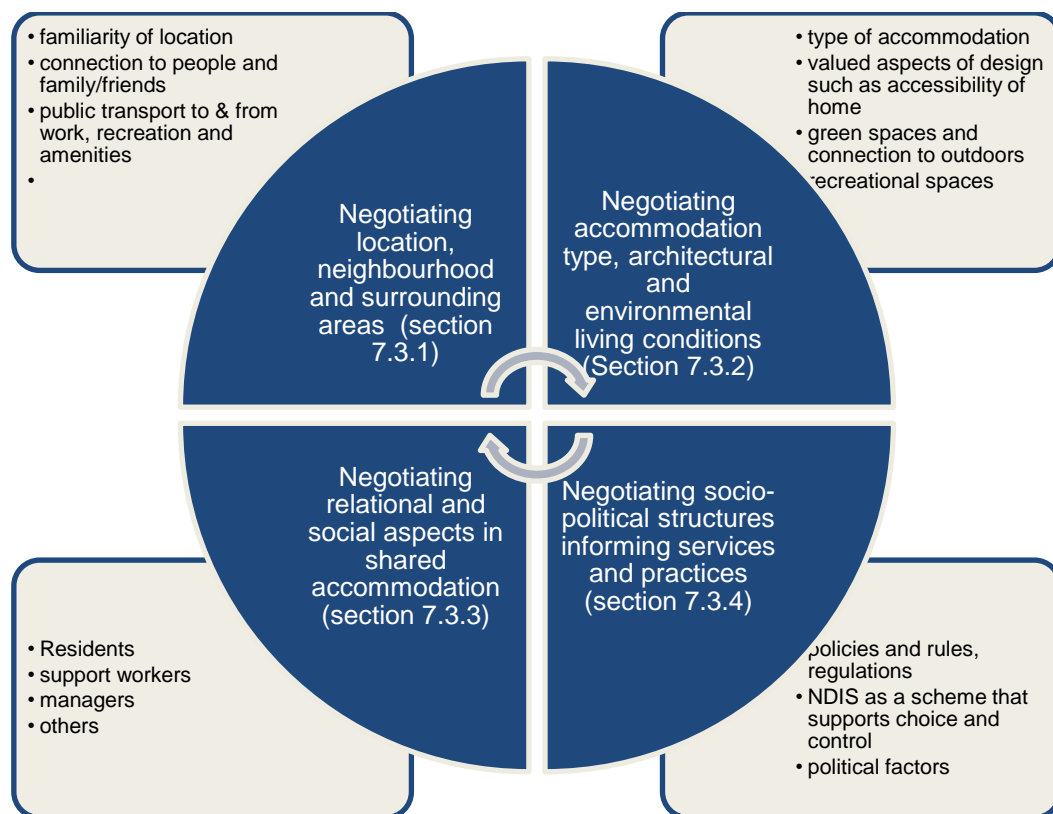 • familiarity of location
• connection to people and
family/friends
• public transport to & from
work, recreation and
amenities
•
• type of accommodation
• valued aspects of design
such as accessibility of
home
• green spaces and
connection to outdoors
recreational spaces
Negotiating
location,
neighbourhood
and surrounding
areas (section
7.3.1)
Negotiating
accommodation
type, architectural
and
environmental
living conditions
(Section 7.3.2)
Negotiating
relational and
social aspects in
shared
accommodation
(section 7.3.3)
Negotiating socio-
political structures
informing services
and practices
(section 7.3.4)
• Residents
• support workers
• managers
• others
policies and rules,
regulations
• NDIS as a scheme that
supports choice and
control
• political factors